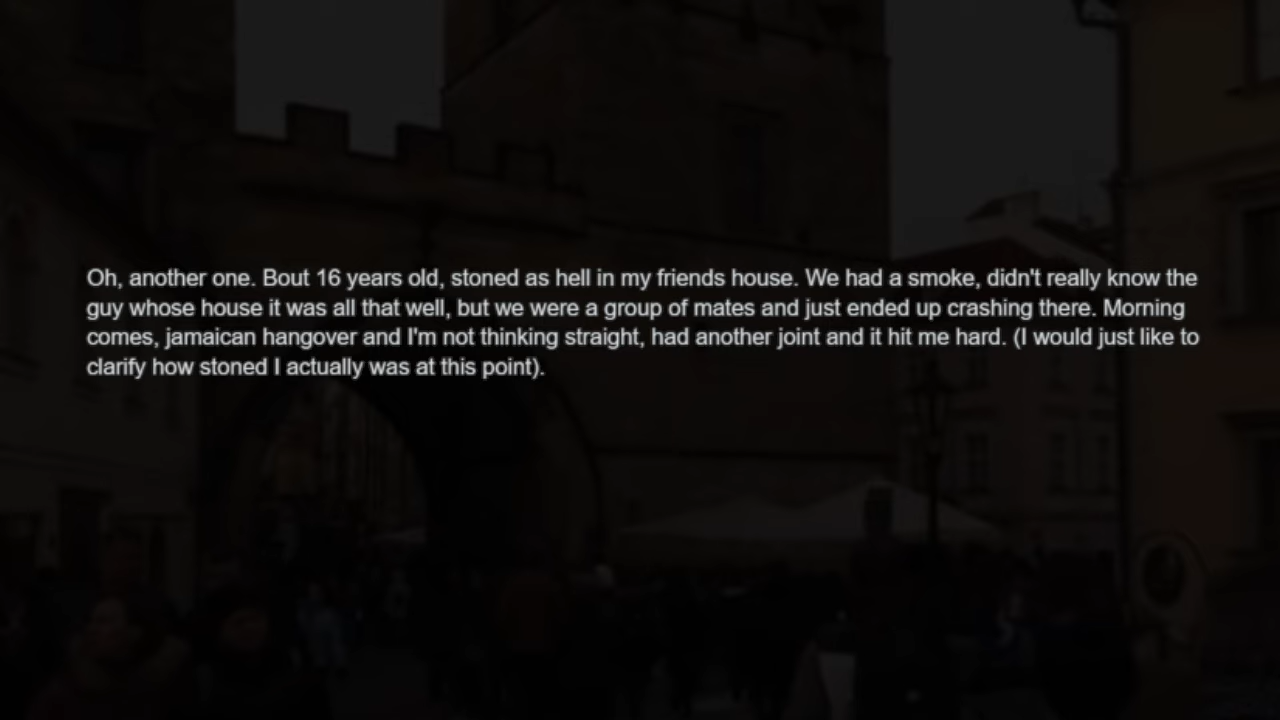 Oh, another one. Bout 16 years old, stoned as hell in my friends house. We had a smoke, didn't really know the
guy whose house it was all that well, but we were a group of mates and just ended up crashing there. Morning
comes, jamaican hangover and I'm not thinking straight, had another joint and it hit me hard. (I would just like to
clarify how stoned I actually was at this point).